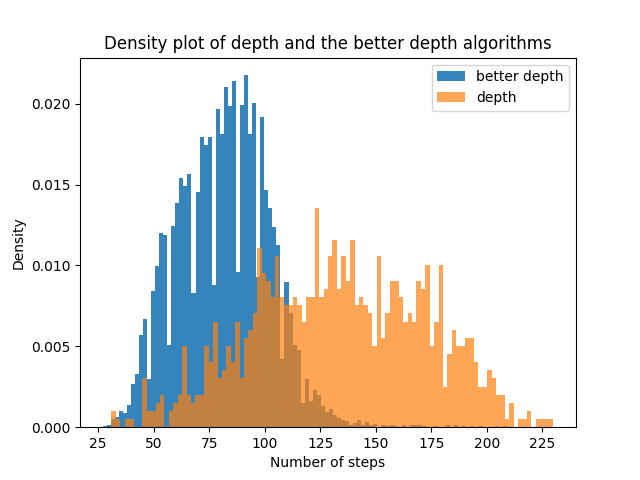 Density plot of depth and the better depth algorithms
better depth
depth
0.020
0.015
0.010
0.005
0.000
Density
25 50 75 100 125 150 175 200 225
Number of steps